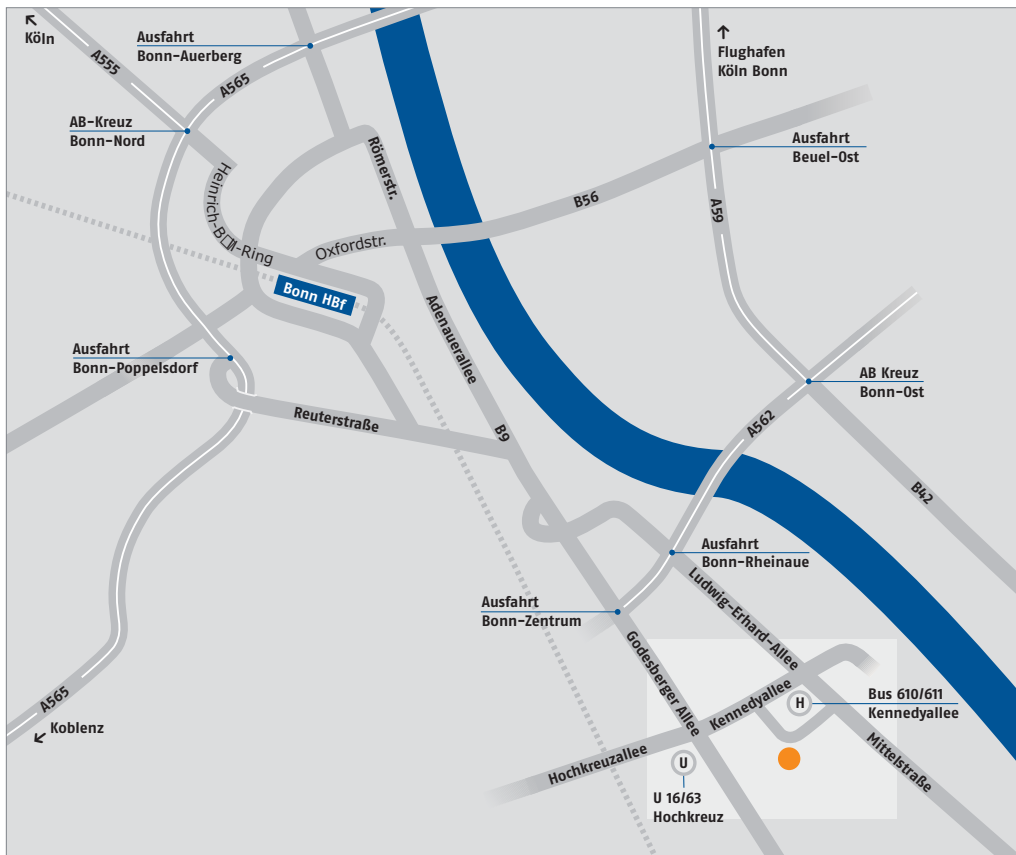 Köln
A555
Ausfahrt
Bonn-Auerberg
A565
Flughafen
Köln Bonn
AB-Kreuz
Bonn-Nord
Ausfahrt
Beuel-Ost
Römerstr.
Heinrich-B□□ll-Ring
Oxfordstr.
B56
A59
Bonn HBf
Adenauerallee
Ausfahrt
Bonn-Poppelsdorf
AB Kreuz
Bonn-Ost
Reuterstraße
B9
A562
B42
Ausfahrt
Bonn-Rheinaue
Ausfahrt
Bonn-Zentrum
Ludwig-Erhard-Allee
Godesberger Allee
A565
Koblenz
Kennedyallee
H
Bus 610/611
Kennedyallee
Hochkreuzallee
U
Mittelstraße
U 16/63
Hochkreuz